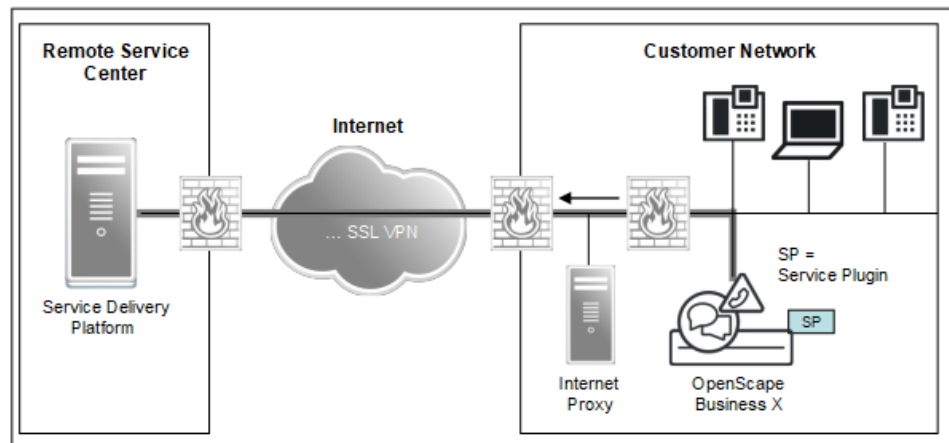 Remote Service
Center
Customer Network
Internet
... SSL VPN
SP =
Service Plugin
Service Delivery
Platform
SP
Internet
Proxy
OpenScape
Business X